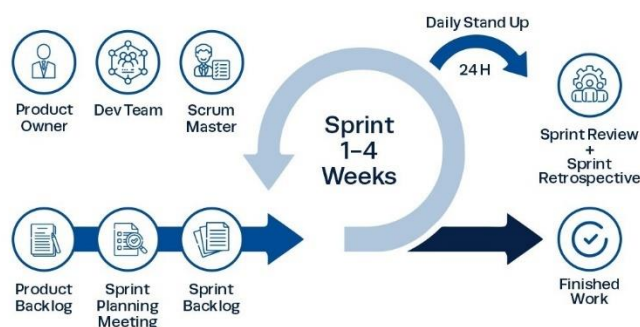 Daily Stand Up
24H
Product
Owner
Dev Team
Scrum
Master
Sprint
1–4
Weeks
Sprint Review
+
Sprint
Retrospective
Product
Backlog
Sprint
Planning
Meeting
Sprint
Backlog
Finished
Work